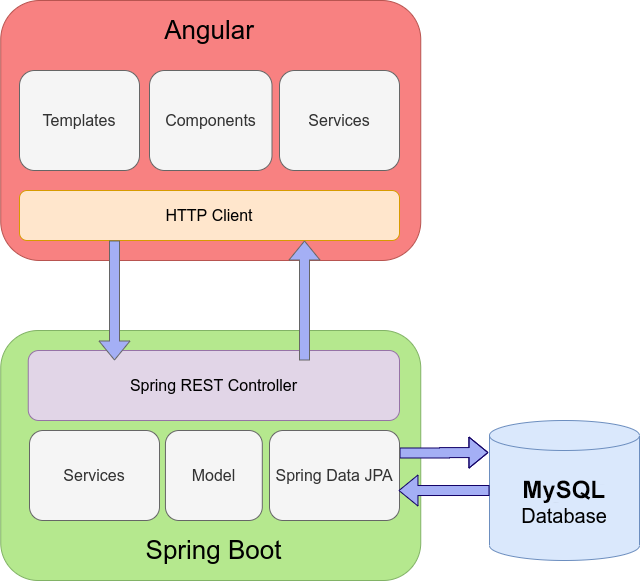 Angular
Templates
Components
Services
HTTP Client
Spring REST Controller
Services
Model
Spring Data JPA
Spring Boot
MySQL
Database